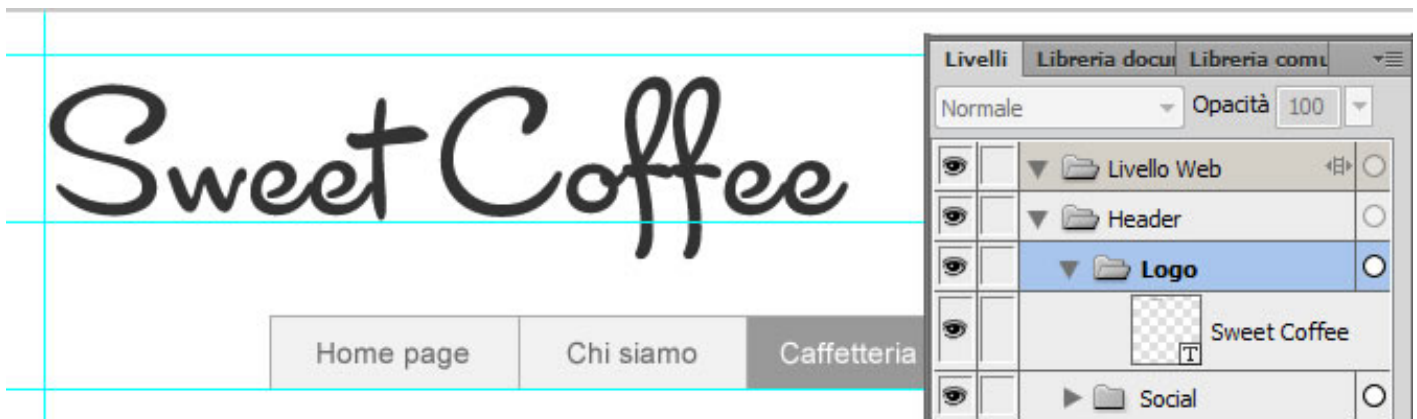 Sweet Coffee
Home page
Chi siamo
Caffetteria
Livelli
Libreria docu
Libreria comu
Normale
Opacità 100
Livello Web
Header
Logo
Sweet Coffee
T
Social